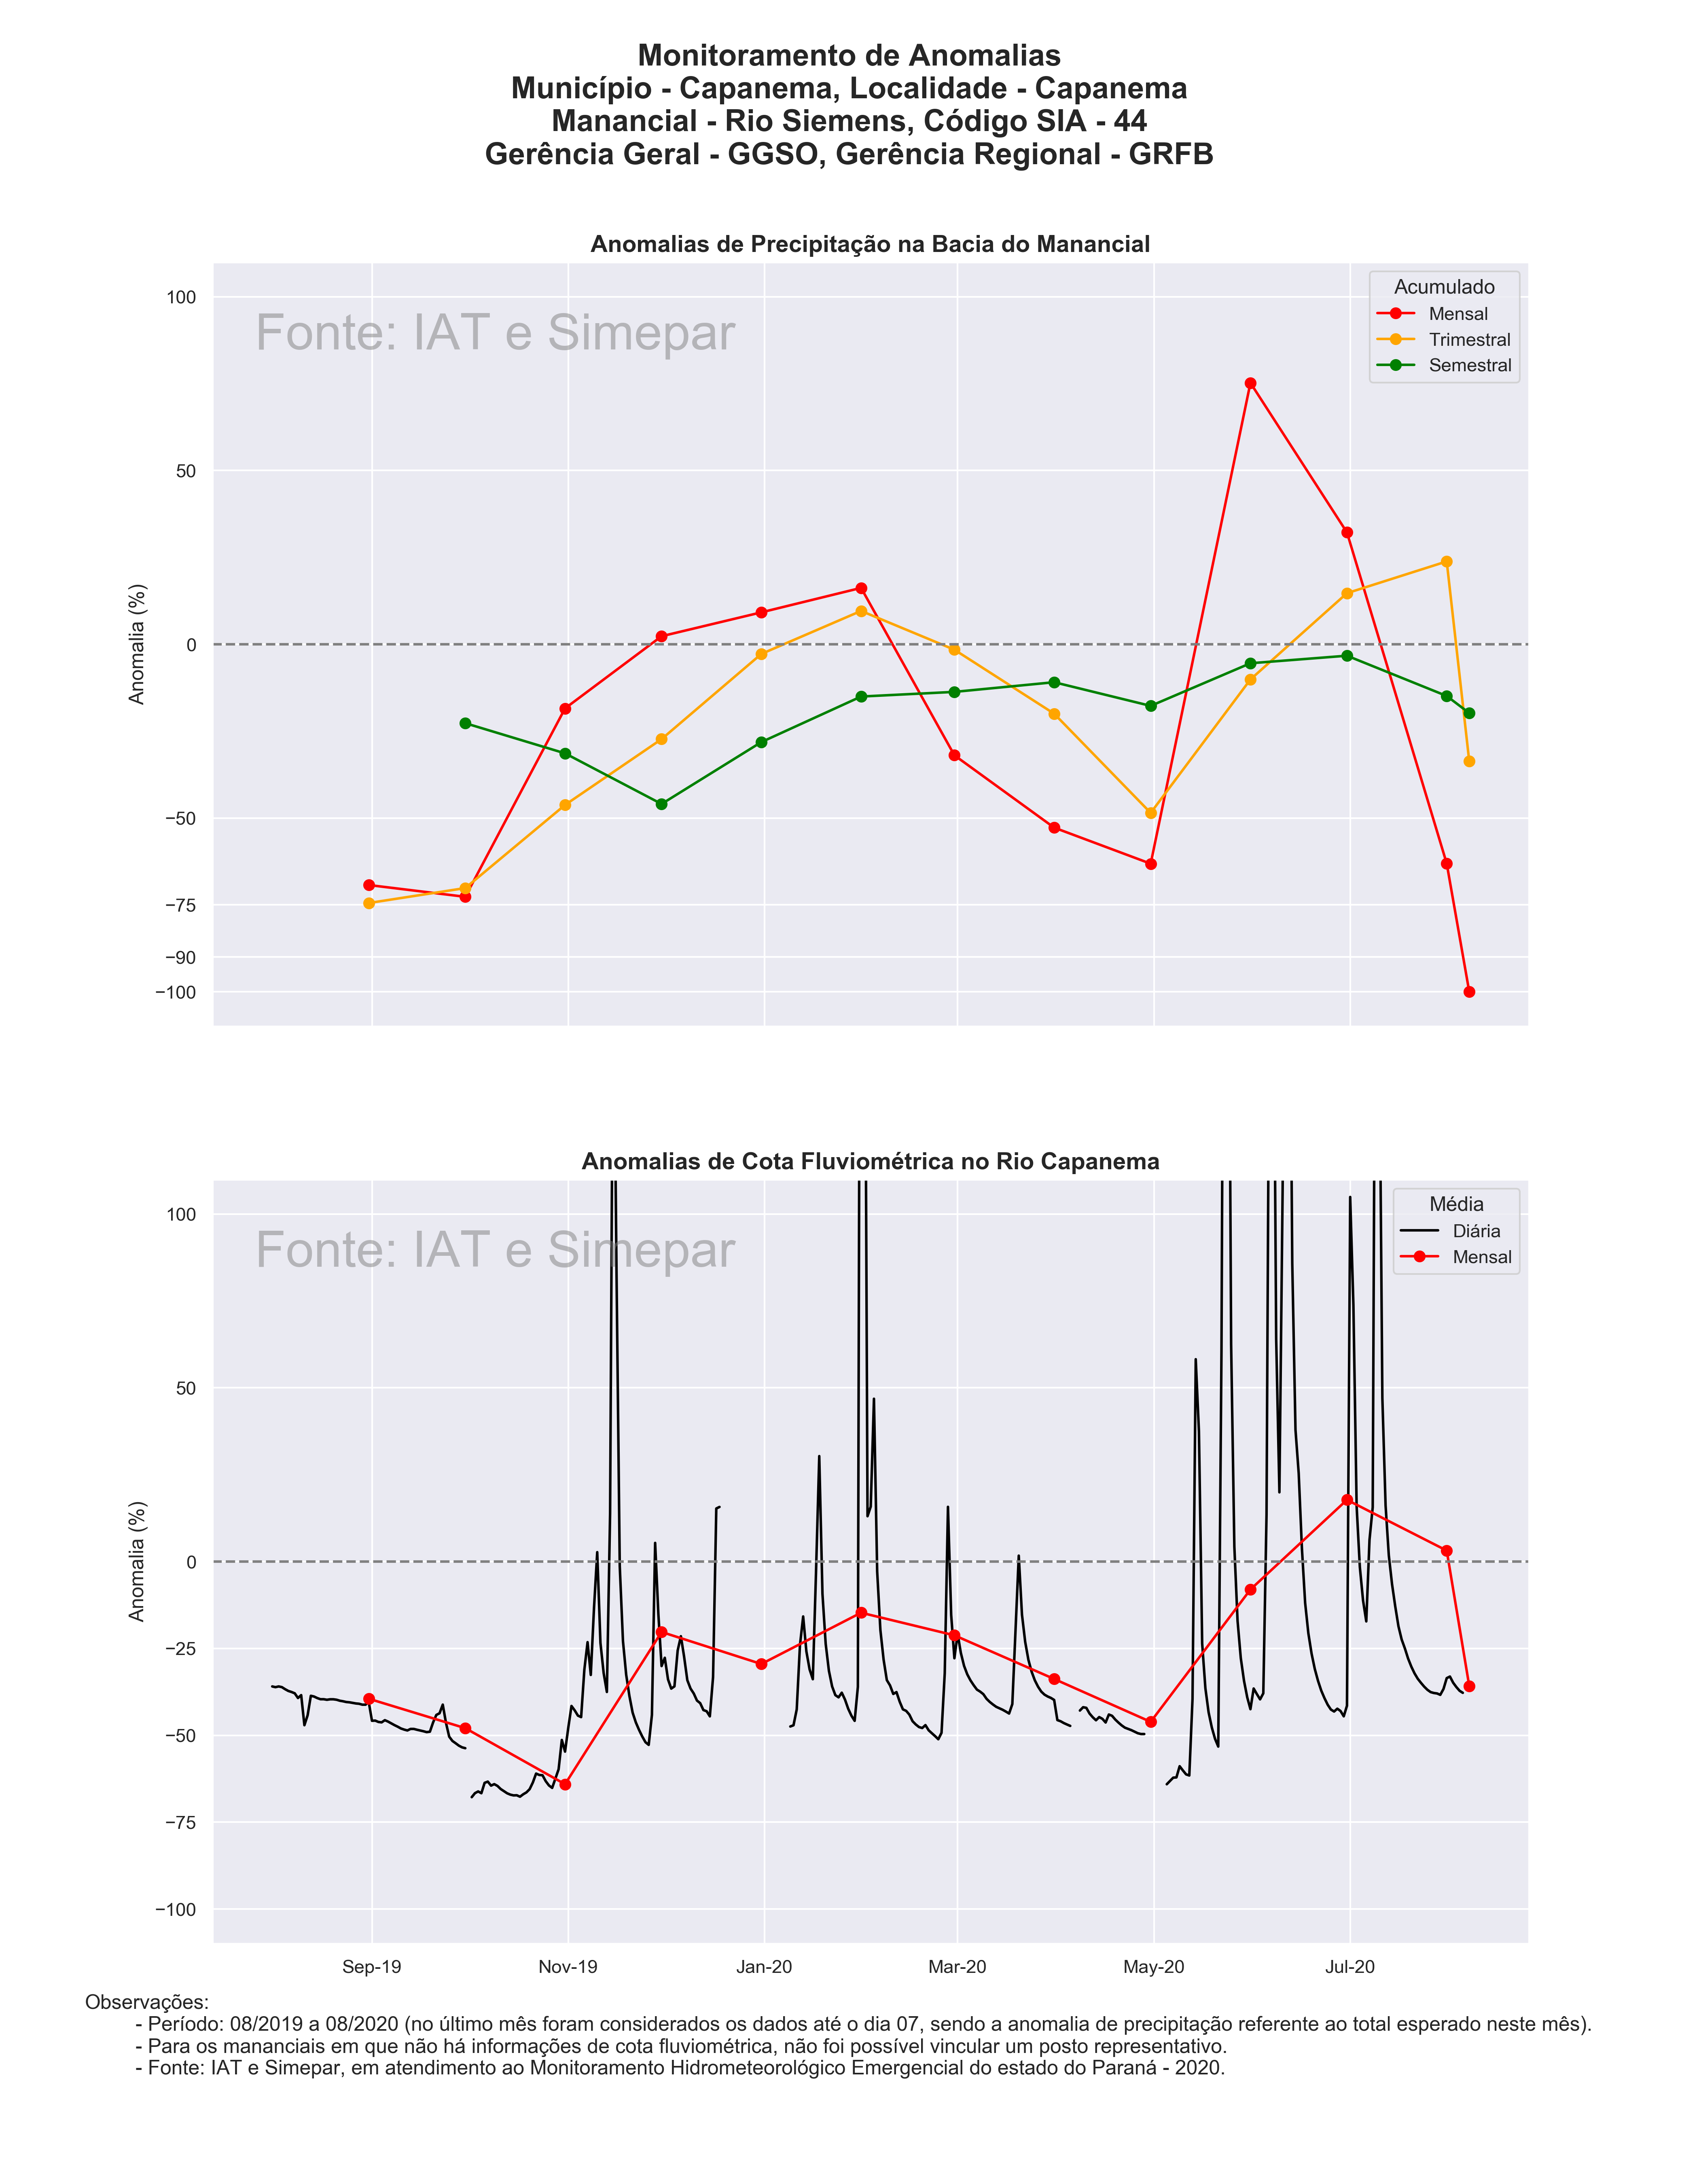 Monitoramento de Anomalias
Município - Capanema, Localidade - Capanema
Manancial - Rio Siemens, Código SIA - 44
Gerência Geral - GGSO, Gerência Regional - GRFB
Anomalias de Precipitação na Bacia do Manancial
Fonte: IAT e Simepar
Acumulado
Mensal
Trimestral
Semestral
Anomalia (%)
100
50
0
−50
−75
−90
−100
Anomalias de Cota Fluviométrica no Rio Capanema
Fonte: IAT e Simepar
Média
Diária
Mensal
Anomalia (%)
100
50
0
−25
−50
−75
−100
Sep-19 Nov-19 Jan-20 Mar-20 May-20 Jul-20
Observações:
- Período: 08/2019 a 08/2020 (no último mês foram considerados os dados até o dia 07, sendo a anomalia de precipitação referente ao total esperado neste mês).
- Para os mananciais em que não há informações de cota fluviométrica, não foi possível vincular um posto representativo.
- Fonte: IAT e Simepar, em atendimento ao Monitoramento Hidrometeorológico Emergencial do estado do Paraná - 2020.